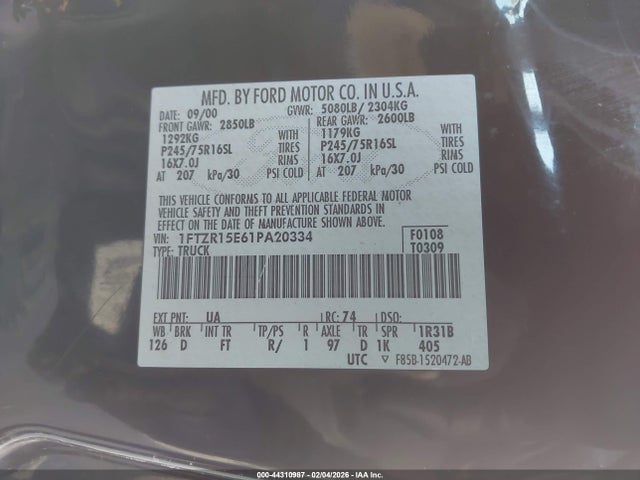 MFD. BY FORD MOTOR CO. IN U.S.A.
DATE: 09/00 GVWR: 5080LB/ 2304KG
FRONT GAWR: 2850LB REAR GAWR: 2600LB
1292KG WITH 1179KG WITH
P245/75R16SL TIRES P245/75R16SL TIRES
16X7.0J RIMS 16X7.0J RIMS
AT 207 kPa/30 PSI COLD AT 207 kPa/30 PSI COLD
THIS VEHICLE CONFORMS TO ALL APPLICABLE FEDERAL MOTOR
VEHICLE SAFETY AND THEFT PREVENTION STANDARDS IN
EFFECT ON THE DATE OF MANUFACTURE SHOWN ABOVE.
VIN: 1FTZR15E61PA20334 F0108
TYPE: TRUCK T0309
EXT PNT: UA RC: 74 DSO:
WB BRK INT TR TP/PS R AXLE TR SPR 1R31B
126 D FT R/ 1 97 D 1K 405
UTC F85B-1520472-AB
000-44310987 - 02/04/2026 - IAA Inc.